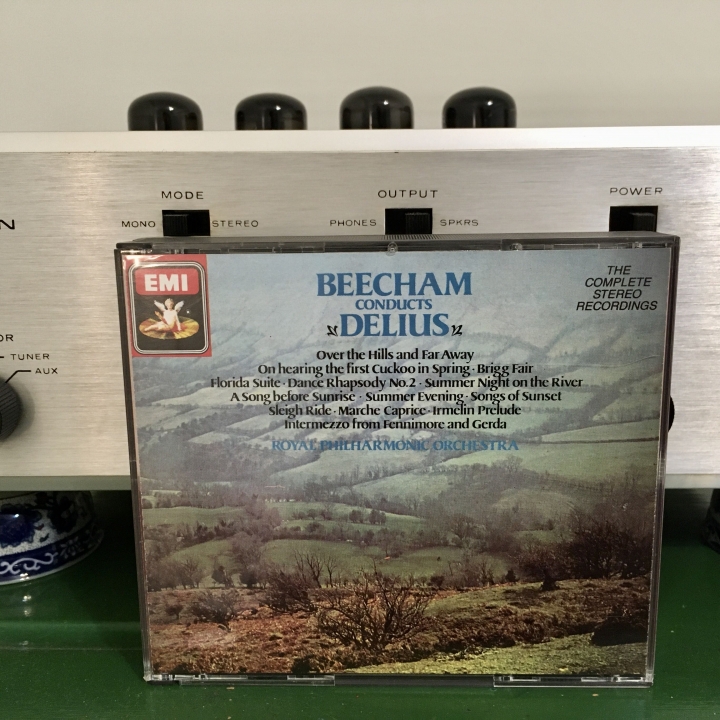 MODE
OUTPUT
POWER
MONO
STEREO
PHONES
SPKRS
N
OR
TUNER
AUX
EMI
BEECHAM
CONDUCTS
DELIUS
THE
COMPLETE
STEREO
RECORDINGS
Over the Hills and Far Away
On hearing the first Cuckoo in Spring · Brigg Fair
Florida Suite · Dance Rhapsody No.2 · Summer Night on the River
A Song before Sunrise · Summer Evening · Songs of Sunset
Sleigh Ride · Marche Caprice · Irmelin Prelude
Intermezzo from Fennimore and Gerda
ROYAL PHILHARMONIC ORCHESTRA